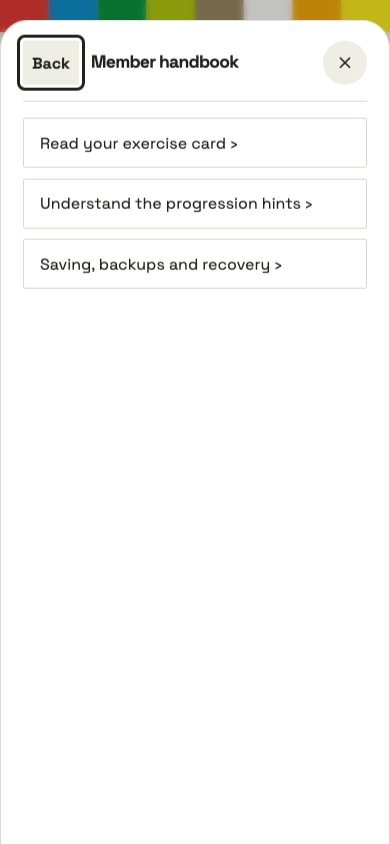 Back Member handbook ×
Read your exercise card >
Understand the progression hints >
Saving, backups and recovery >